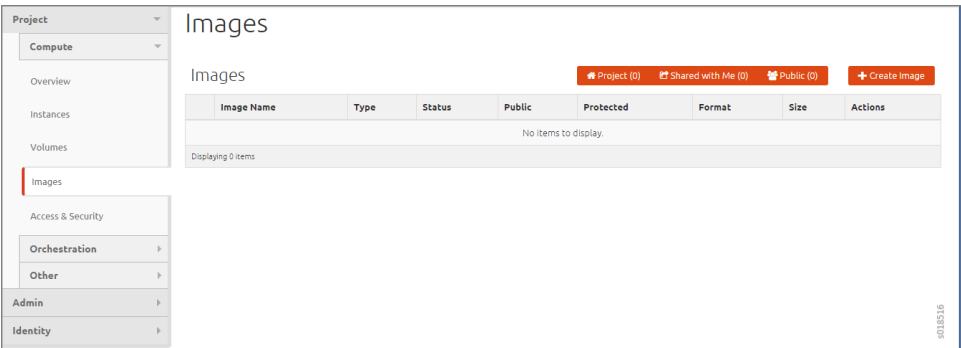 Project
Compute
Overview
Instances
Volumes
Images
Access & Security
Orchestration
Other
Admin
Identity
Images
Images
Project (0) Shared with Me (0) Public (0) Create Image
Image Name Type Status Public Protected Format Size Actions
No items to display.
Displaying 0 items
s018516